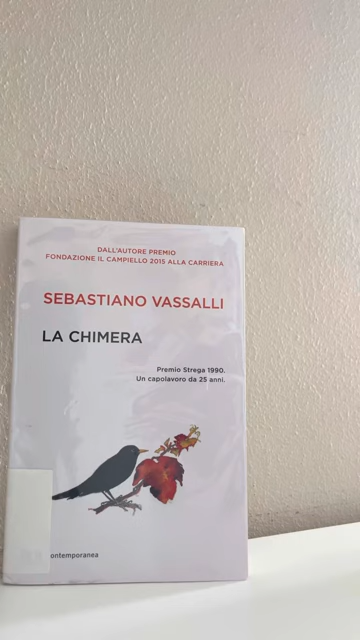 DALL'AUTORE PREMIO
FONDAZIONE IL CAMPIELLO 2015 ALLA CARRIERA
SEBASTIANO VASSALLI
LA CHIMERA
Premio Strega 1990.
Un capolavoro da 25 anni.
ontemporanea